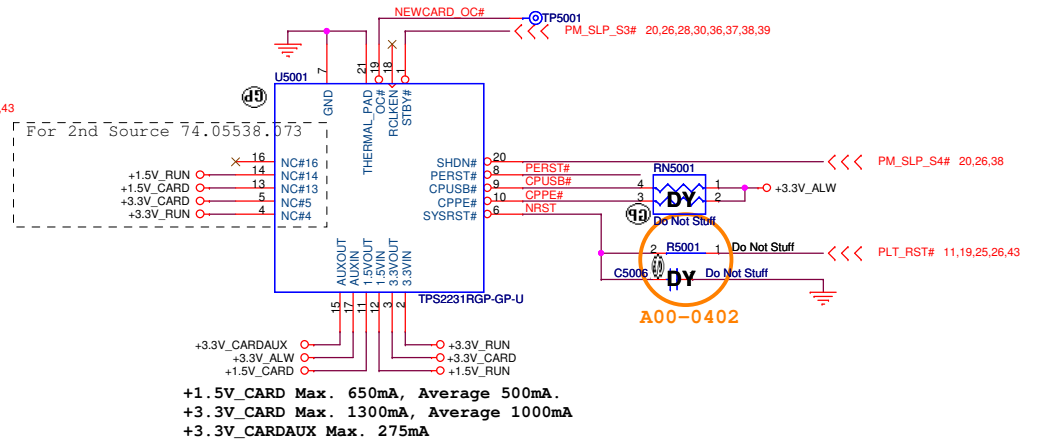 NEWCARD_OC#
TP5001
PM_SLP_S3# 20,26,28,30,36,37,38,39
U5001
7
21
19
18
1
GP
GND
THERMAL_PAD
OC#
RCLKEN
STBY#
,43
For 2nd Source 74.05538.073
16 NC#16
+1.5V_RUN 14 NC#14
+1.5V_CARD 13 NC#13
+3.3V_CARD 5 NC#5
+3.3V_RUN 4 NC#4
SHDN# 20 PM_SLP_S4# 20,26,38
PERST# 8 PERST#
CPUSB# 9 CPUSB#
CPPE# 10 CPPE#
SYSRST# 6 NRST
RN5001
4 1
3 2
DY
+3.3V_ALW
GP
Do Not Stuff
2 R5001 1 Do Not Stuff
PLT_RST# 11,19,25,26,43
C5006 DY Do Not Stuff
A00-0402
AUXOUT
AUXIN
1.5VOUT
1.5VIN
3.3VOUT
3.3VIN
TPS2231RGP-GP-U
15
17
11
12
3
2
+3.3V_CARDAUX +3.3V_RUN
+3.3V_ALW +3.3V_CARD
+1.5V_CARD +1.5V_RUN
+1.5V_CARD Max. 650mA, Average 500mA.
+3.3V_CARD Max. 1300mA, Average 1000mA
+3.3V_CARDAUX Max. 275mA